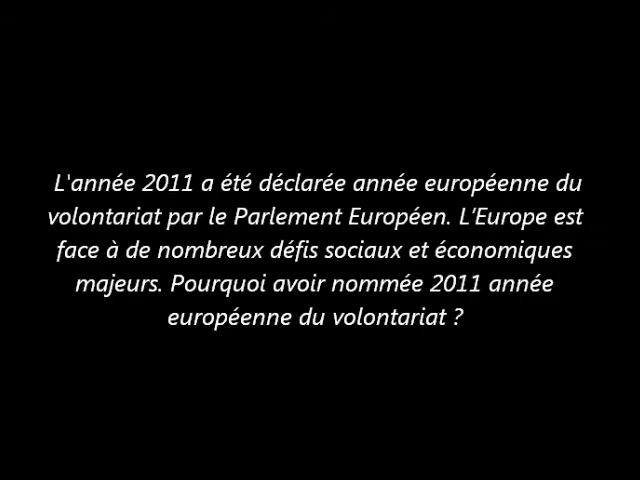 L'année 2011 a été déclarée année européenne du
volontariat par le Parlement Européen. L'Europe est
face à de nombreux défis sociaux et économiques
majeurs. Pourquoi avoir nommée 2011 année
européenne du volontariat ?